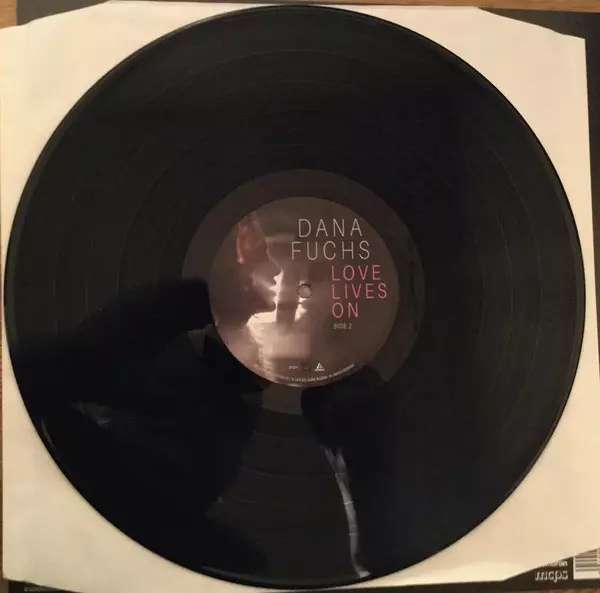 DANA
FUCHS
LOVE
LIVES
ON
SIDE 2
mcps